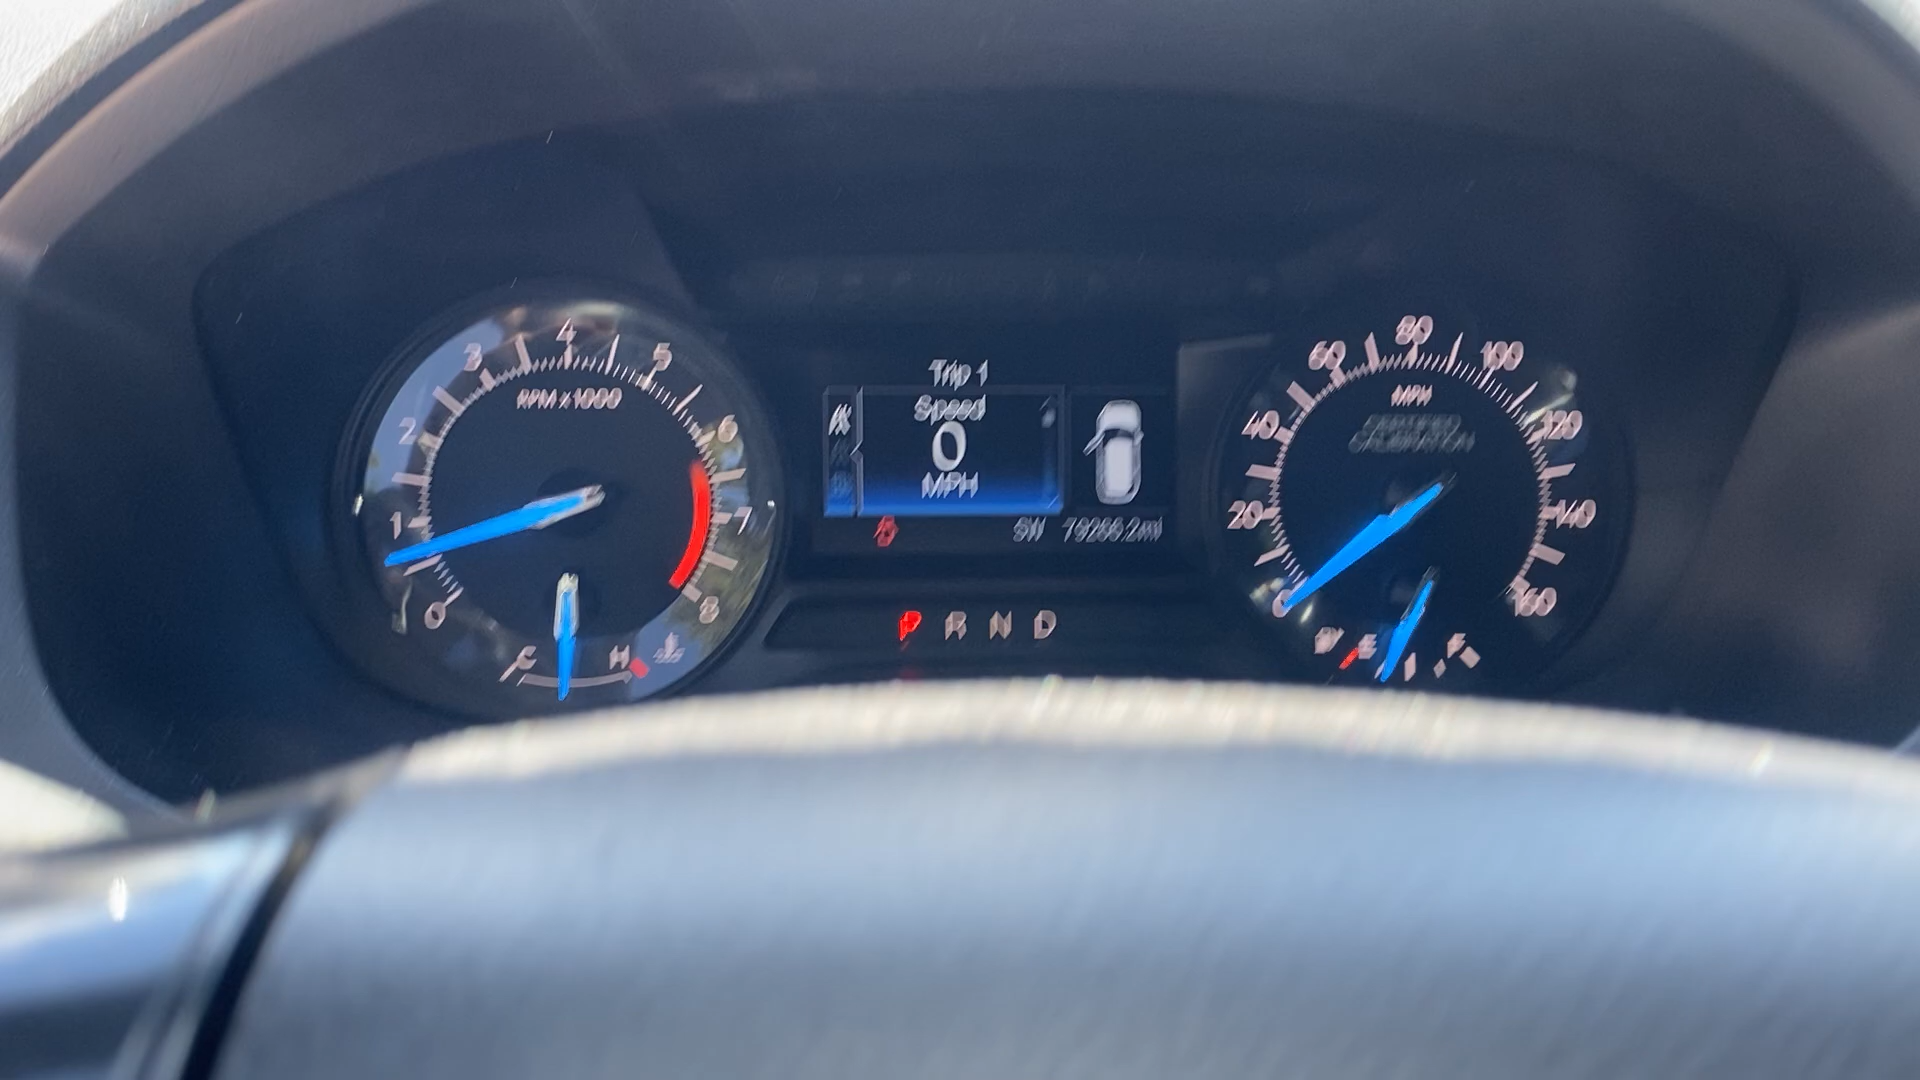 4
3 5
RPM x 1000
2 6
1 7
0 8
C H
Trip 1
Speed
0
MPH
SW 79266.2mi
P R N D
80
60 100
MPH
CERTIFIED
CALIBRATION
40 120
20 140
0 160
E F